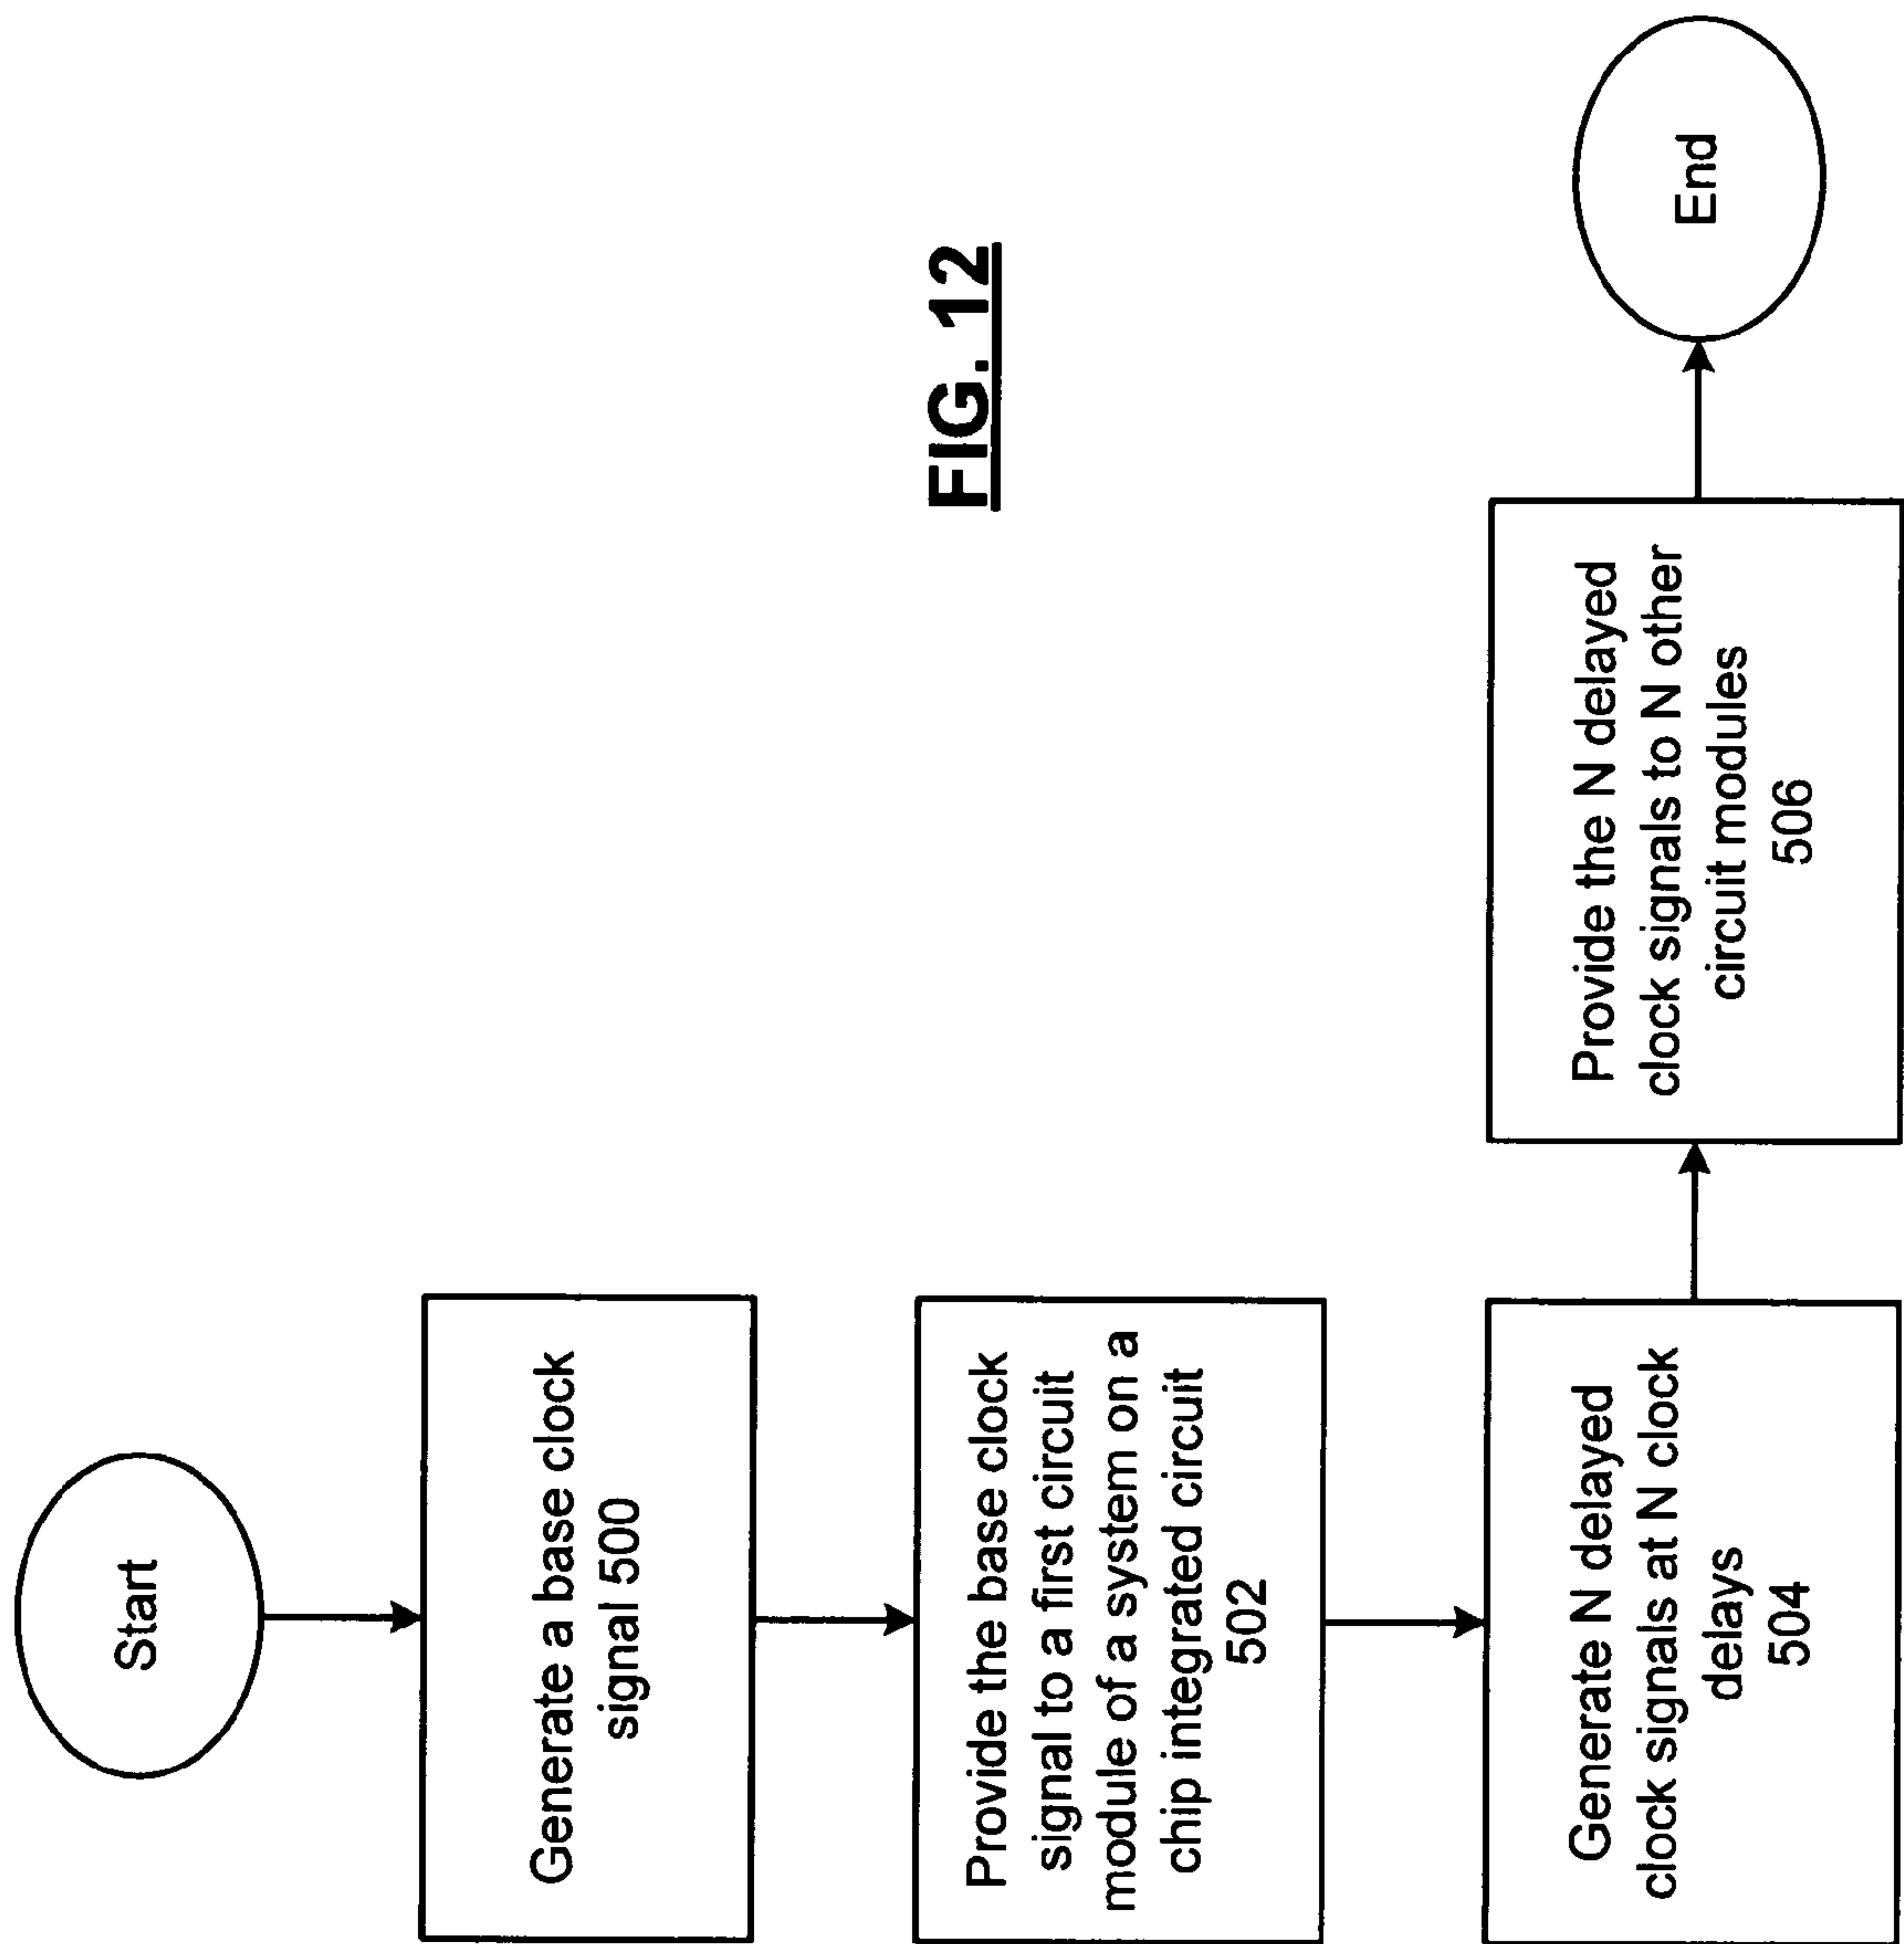 Start
Generate a base clock
signal 500
Provide the base clock
signal to a first circuit
module of a system on a
chip integrated circuit
502
Generate N delayed
clock signals at N clock
delays
504
Provide the N delayed
clock signals to N other
circuit modules
506
End
FIG. 12